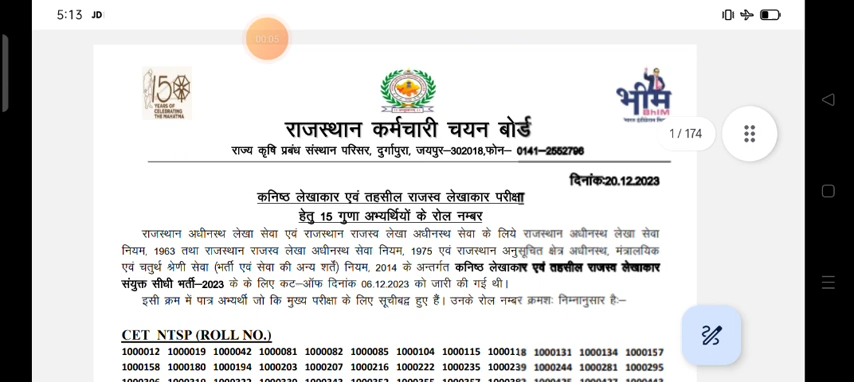 5:13 JD
00:05
150
YEARS OF
CELEBRATING
THE MAHATMA
भीम
BHIM
राजस्थान कर्मचारी चयन बोर्ड
1 / 174
राज्य कृषि प्रबंध संस्थान परिसर, दुर्गापुरा, जयपुर–302018,फोन– 0141–2552796
दिनांक:20.12.2023
कनिष्ठ लेखाकार एवं तहसील राजस्व लेखाकार परीक्षा
हेतु 15 गुणा अभ्यर्थियों के रोल नम्बर
राजस्थान अधीनस्थ लेखा सेवा एवं राजस्थान राजस्व लेखा अधीनस्थ सेवा के लिये राजस्थान अधीनस्थ लेखा सेवा
नियम, 1963 तथा राजस्थान राजस्व लेखा अधीनस्थ सेवा नियम, 1975 एवं राजस्थान अनुसूचित क्षेत्र अधीनस्थ, मंत्रालयिक
एवं चतुर्थ श्रेणी सेवा (भर्ती एवं सेवा की अन्य शर्तें) नियम, 2014 के अन्तर्गत कनिष्ठ लेखाकार एवं तहसील राजस्व लेखाकार
संयुक्त सीधी भर्ती–2023 के के लिए कट–ऑफ दिनांक 06.12.2023 को जारी की गई थी।
इसी क्रम में पात्र अभ्यर्थी जो कि मुख्य परीक्षा के लिए सूचीबद्व हुए हैं। उनके रोल नम्बर क्रमशः निम्नानुसार है:–
CET NTSP (ROLL NO.)
1000012 1000019 1000042 1000081 1000082 1000085 1000104 1000115 1000118 1000131 1000134 1000157
1000158 1000180 1000194 1000203 1000207 1000216 1000222 1000235 1000239 1000244 1000281 1000295